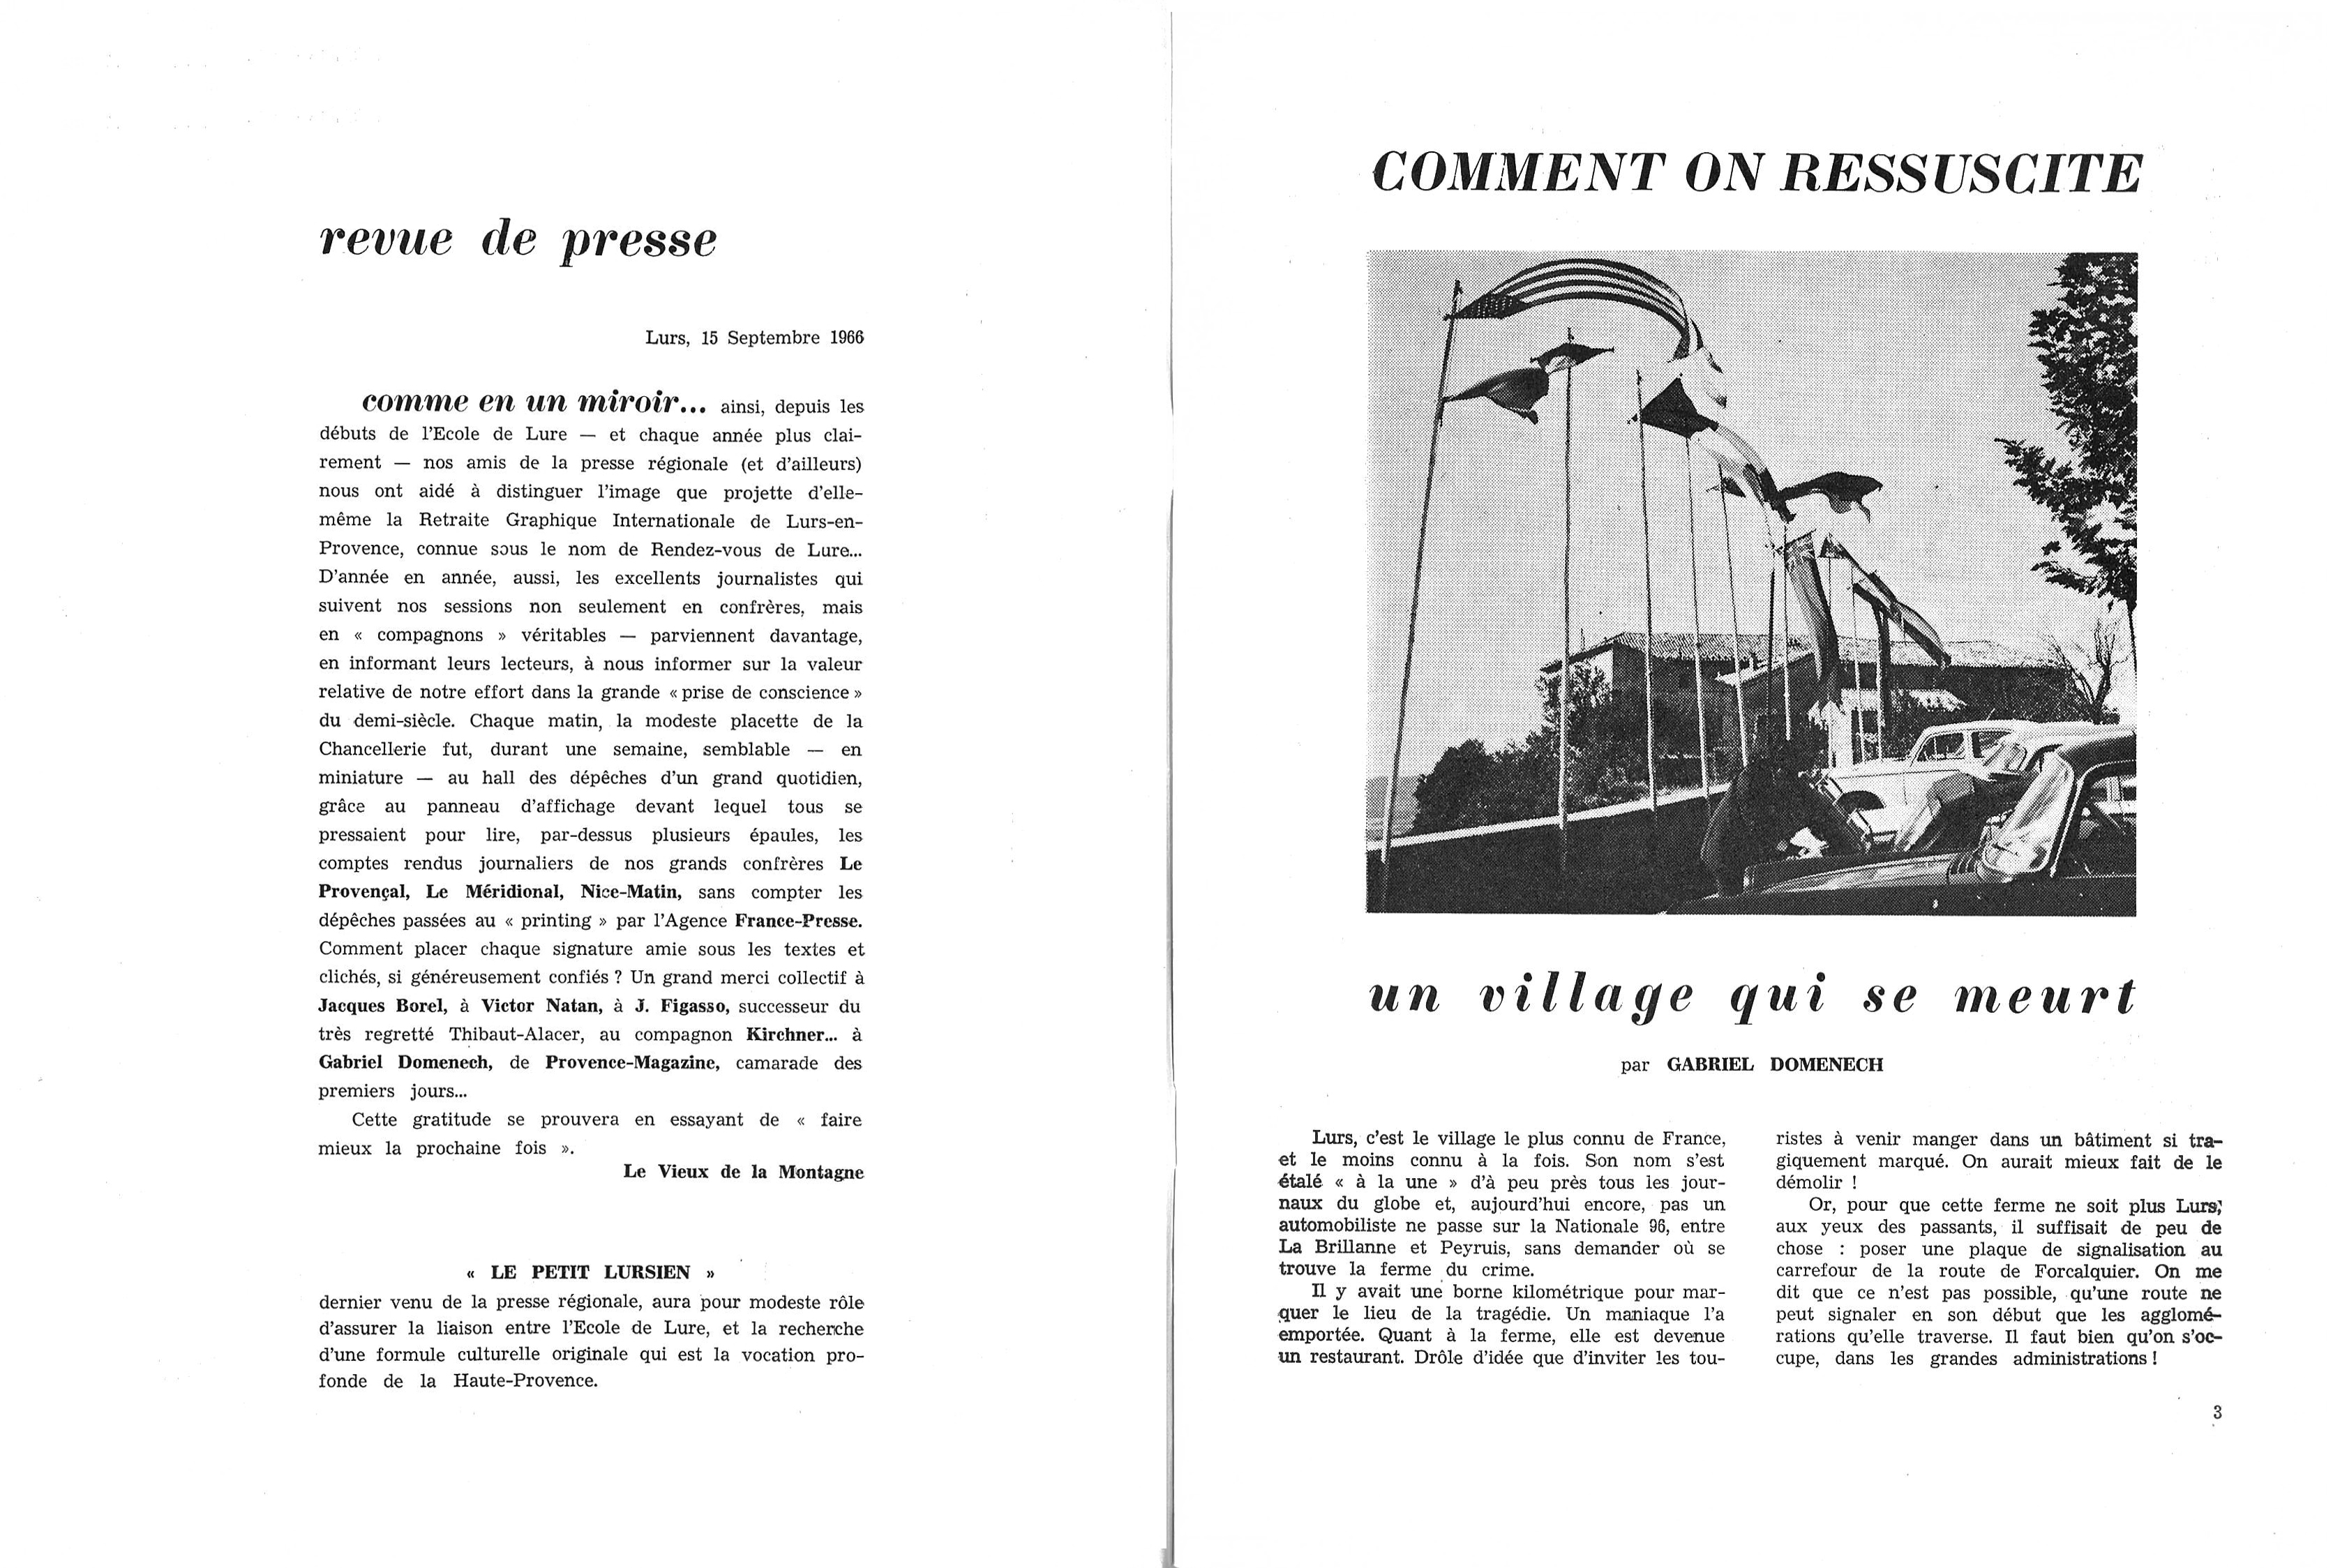 revue de presse
Lurs, 15 Septembre 1966
comme en un miroir... ainsi, depuis les
débuts de l'Ecole de Lure — et chaque année plus clai-
rement — nos amis de la presse régionale (et d'ailleurs)
nous ont aidé à distinguer l'image que projette d'elle-
même la Retraite Graphique Internationale de Lurs-en-
Provence, connue sous le nom de Rendez-vous de Lure...
D'année en année, aussi, les excellents journalistes qui
suivent nos sessions non seulement en confrères, mais
en « compagnons » véritables — parviennent davantage,
en informant leurs lecteurs, à nous informer sur la valeur
relative de notre effort dans la grande « prise de conscience »
du demi-siècle. Chaque matin, la modeste placette de la
Chancellerie fut, durant une semaine, semblable — en
miniature — au hall des dépêches d'un grand quotidien,
grâce au panneau d'affichage devant lequel tous se
pressaient pour lire, par-dessus plusieurs épaules, les
comptes rendus journaliers de nos grands confrères Le
Provençal, Le Méridional, Nice-Matin, sans compter les
dépêches passées au « printing » par l'Agence France-Presse.
Comment placer chaque signature amie sous les textes et
clichés, si généreusement confiés ? Un grand merci collectif à
Jacques Borel, à Victor Natan, à J. Figasso, successeur du
très regretté Thibaut-Alacer, au compagnon Kirchner... à
Gabriel Domenech, de Provence-Magazine, camarade des
premiers jours...
Cette gratitude se prouvera en essayant de « faire
mieux la prochaine fois ».
Le Vieux de la Montagne
« LE PETIT LURSIEN »
dernier venu de la presse régionale, aura pour modeste rôle
d'assurer la liaison entre l'Ecole de Lure, et la recherche
d'une formule culturelle originale qui est la vocation pro-
fonde de la Haute-Provence.
COMMENT ON RESSUSCITE
un village qui se meurt
par GABRIEL DOMENECH
Lurs, c'est le village le plus connu de France,
et le moins connu à la fois. Son nom s'est
étalé « à la une » d'à peu près tous les jour-
naux du globe et, aujourd'hui encore, pas un
automobiliste ne passe sur la Nationale 96, entre
La Brillanne et Peyruis, sans demander où se
trouve la ferme du crime.
Il y avait une borne kilométrique pour mar-
quer le lieu de la tragédie. Un maniaque l'a
emportée. Quant à la ferme, elle est devenue
un restaurant. Drôle d'idée que d'inviter les tou-
ristes à venir manger dans un bâtiment si tra-
giquement marqué. On aurait mieux fait de le
démolir !
Or, pour que cette ferme ne soit plus Lurs,
aux yeux des passants, il suffisait de peu de
chose : poser une plaque de signalisation au
carrefour de la route de Forcalquier. On me
dit que ce n'est pas possible, qu'une route ne
peut signaler en son début que les agglomé-
rations qu'elle traverse. Il faut bien qu'on s'oc-
cupe, dans les grandes administrations !
3